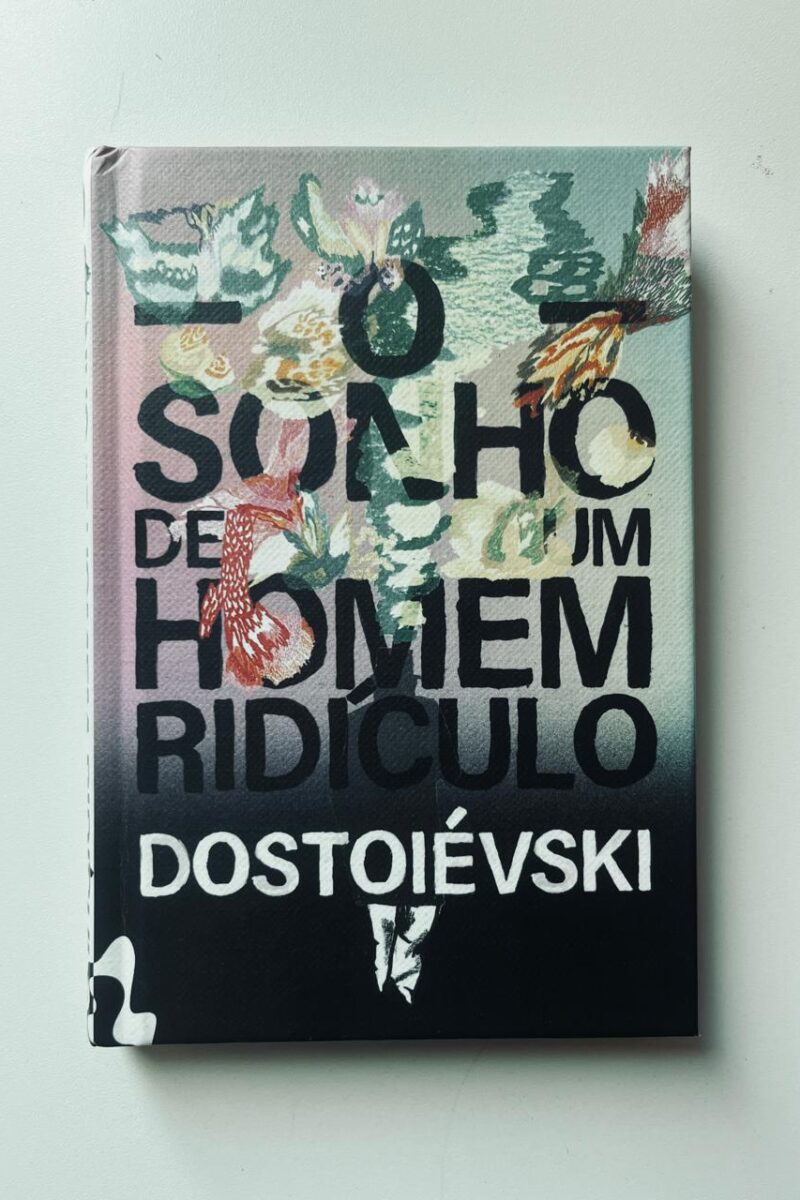 O
SONHO
DE UM
HOMEM
RIDÍCULO
DOSTOIÉVSKI